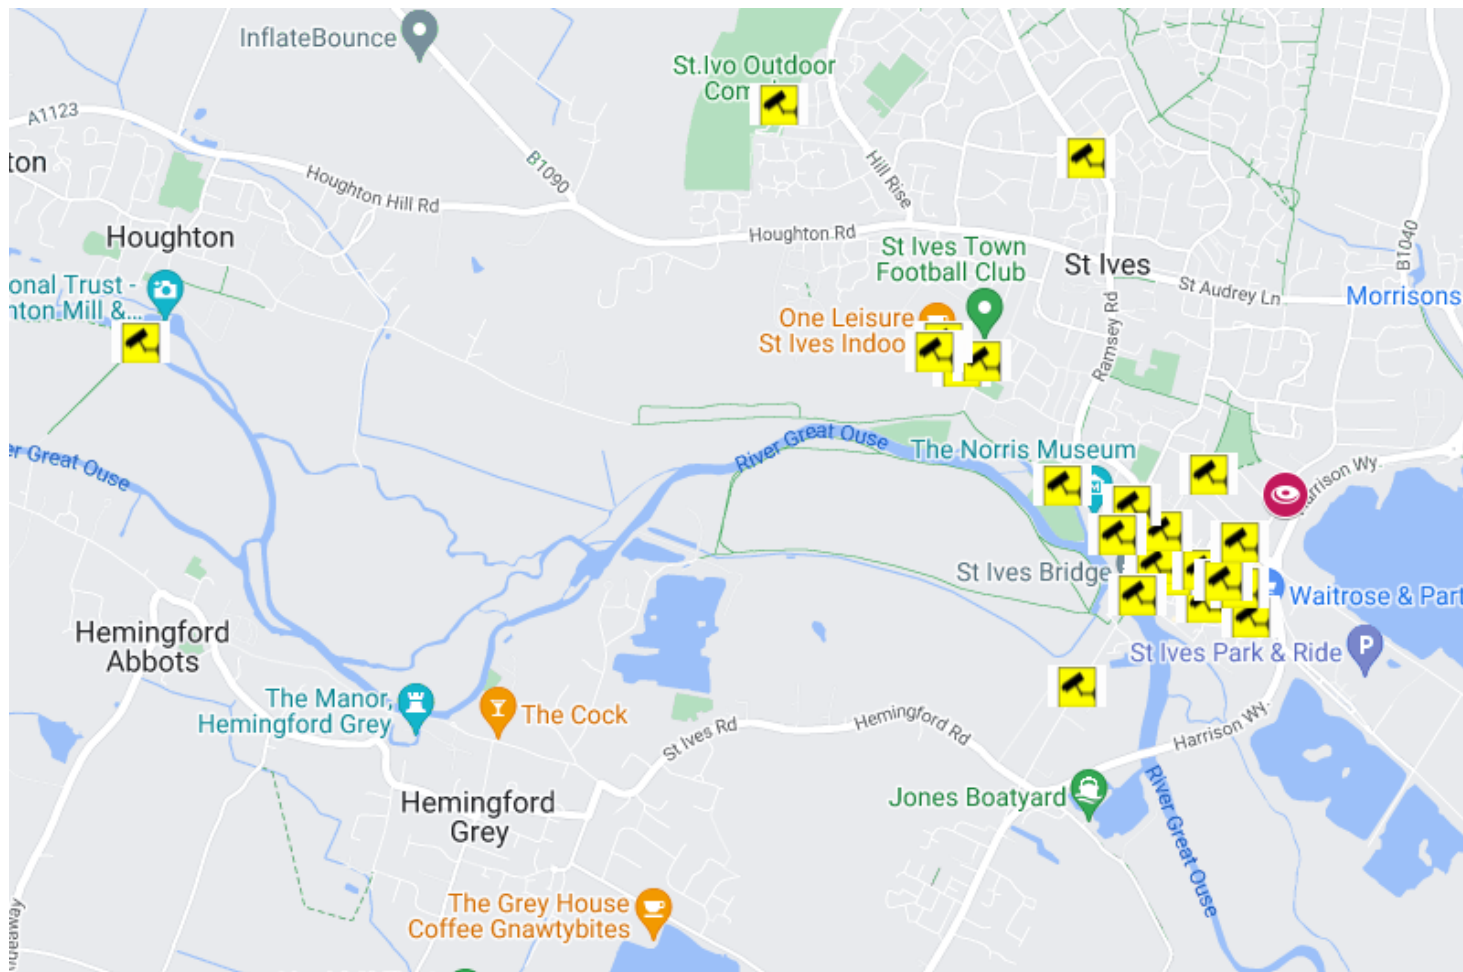 InflateBounce
St.Ivo Outdoor
A1123
B1090
Hill Rise
Houghton Hill Rd
Houghton
Houghton Rd
St Ives Town
Football Club
St Ives
B1040
St Audrey Ln
Morrisons
onal Trust -
nton Mill &...
One Leisure
St Ives Indoo
Ramsey Rd
River Great Ouse
er Great Ouse
The Norris Museum
arrison Wy.
St Ives Bridge
Waitrose & Part
St Ives Park & Ride
Hemingford
Abbots
The Manor,
Hemingford Grey
The Cock
St Ives Rd
Hemingford Rd
Harrison Wy.
P
Jones Boatyard
River Great Ouse
Hemingford
Grey
The Grey House
Coffee Gnawtybites